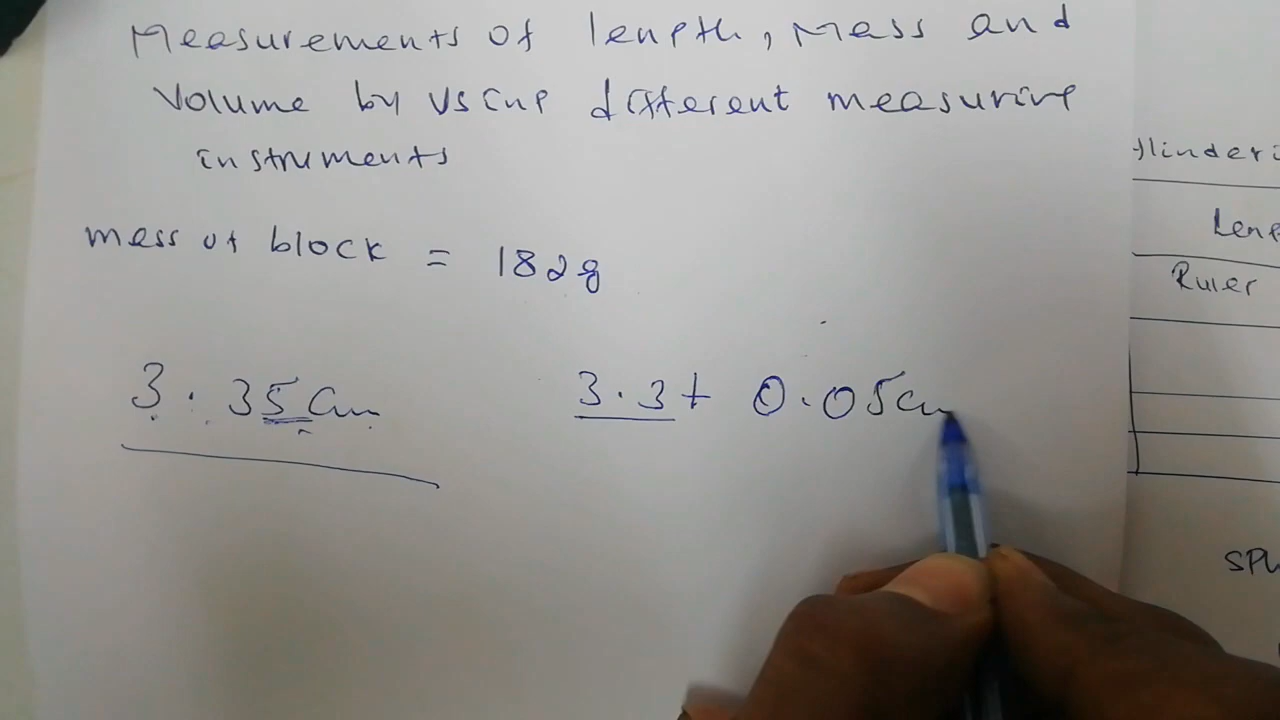 Measurements of length, Mass and
Volume by using different measuring
instruments
mass of block = 182g
3.35cm
3.3 + 0.05cm
Ruler